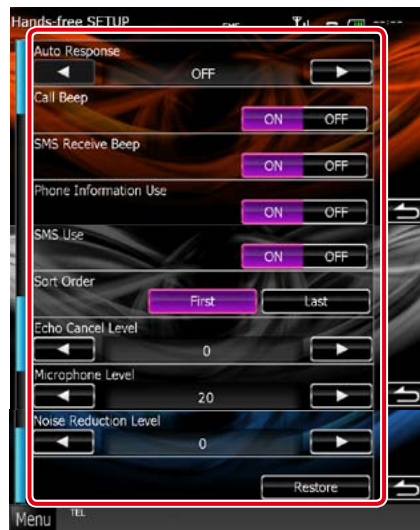 Hands-free SETUP
Auto Response
OFF
Call Beep
ON OFF
SMS Receive Beep
ON OFF
Phone Information Use
ON OFF
SMS Use
ON OFF
Sort Order
First Last
Echo Cancel Level
0
Microphone Level
20
Noise Reduction Level
0
Restore
Menu TEL